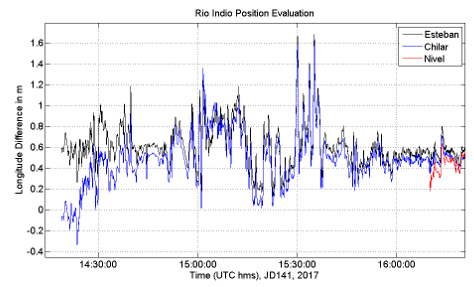 Rio Indio Position Evaluation
Esteban
Chilar
Nivel
Longitude Difference in m
1.6
1.4
1.2
1
0.8
0.6
0.4
0.2
0
-0.2
-0.4
14:30:00
15:00:00
15:30:00
16:00:00
Time (UTC hms), JD141, 2017